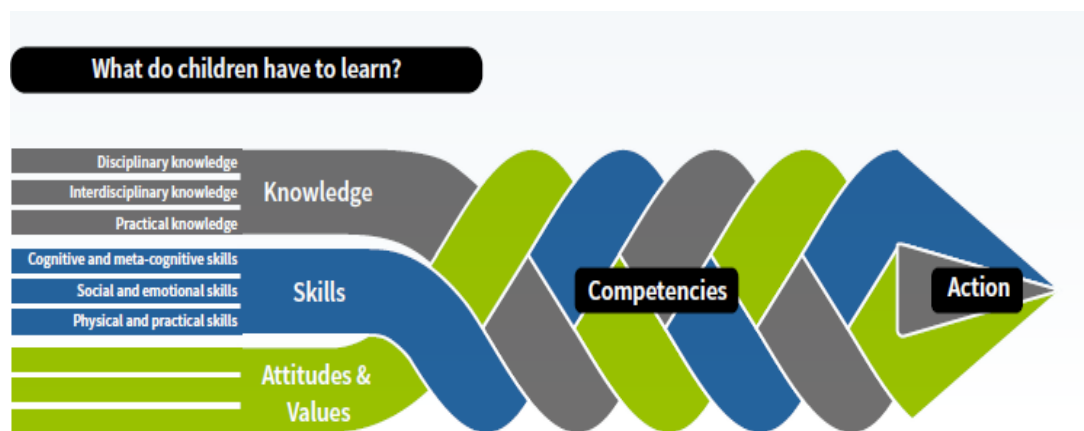 What do children have to learn?
Disciplinary knowledge
Interdisciplinary knowledge
Practical knowledge
Knowledge
Cognitive and meta-cognitive skills
Social and emotional skills
Physical and practical skills
Skills
Attitudes &
Values
Competencies
Action